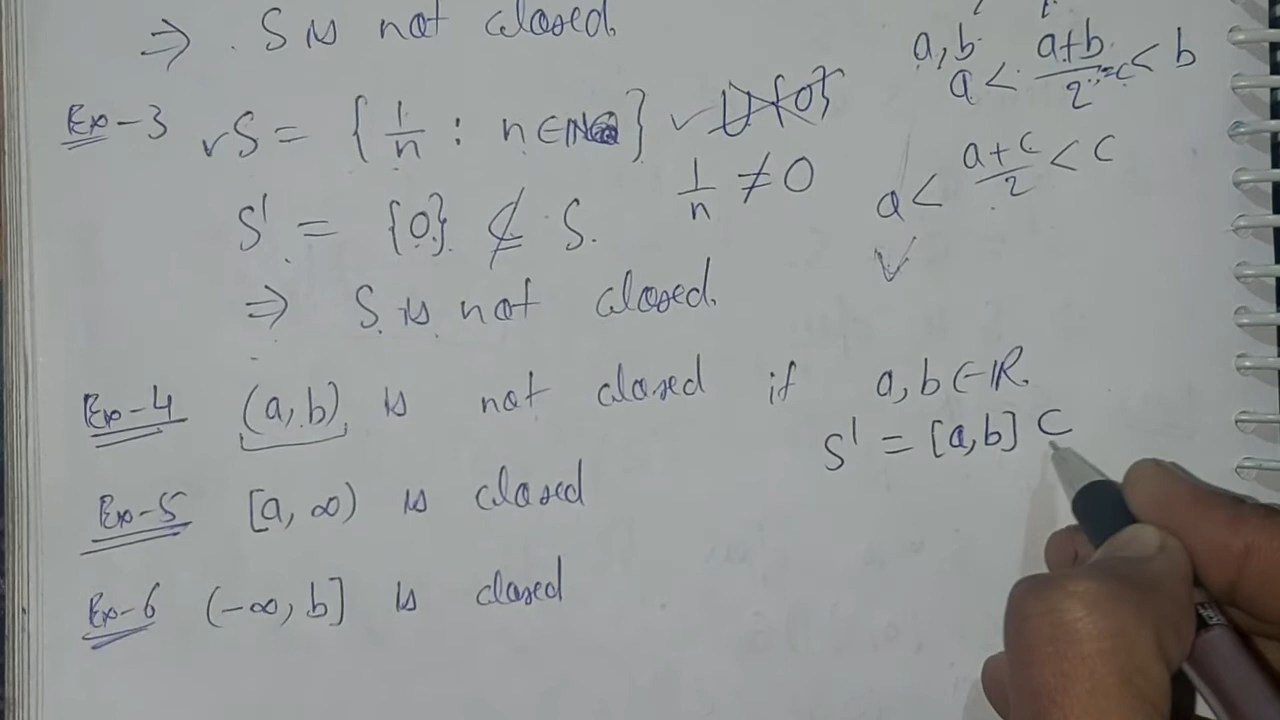 ⇒ S is not closed.
a, b
a < a+b/2 = c < b
Ex-3 S = { 1/n : n ∈ N }
1/n ≠ 0
a < a+c/2 < c
S' = {0} ⊄ S.
⇒ S is not closed.
Ex-4 (a, b) is not closed if a, b ∈ R.
S' = [a, b] ⊂
Ex-5 [a, ∞) is closed
Ex-6 (-∞, b] is closed